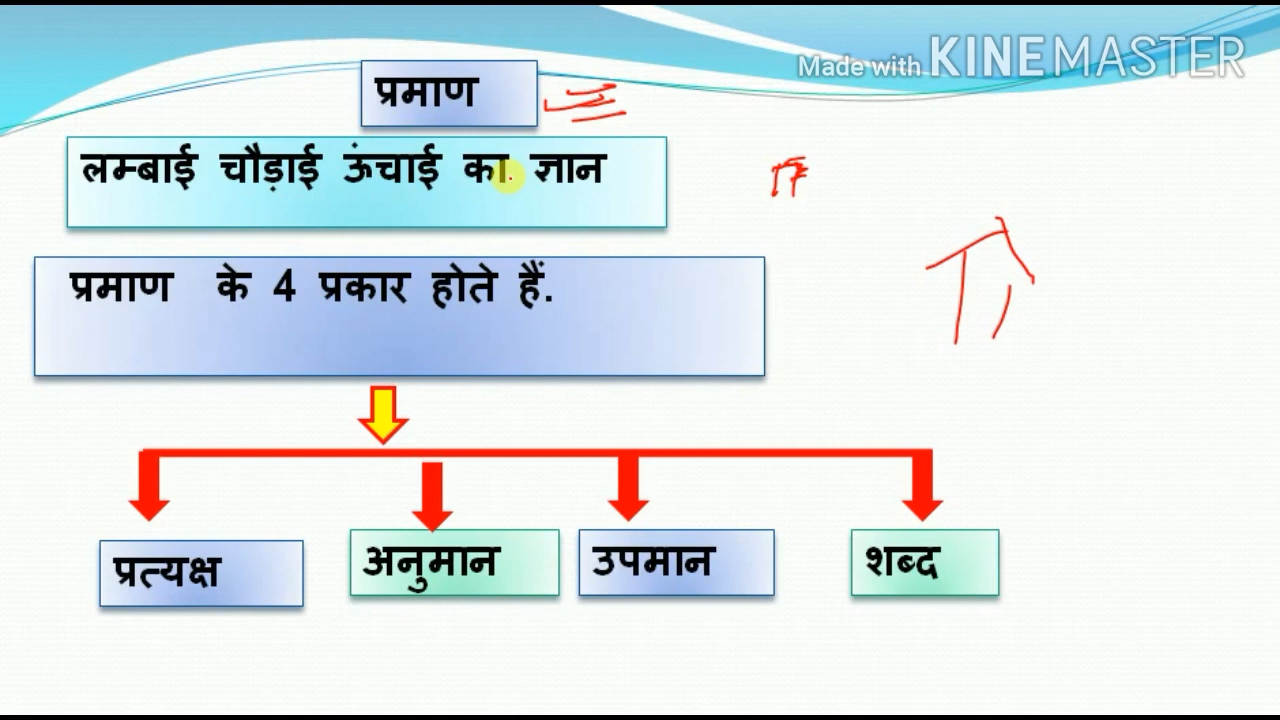 Made with KINEMASTER
प्रमाण
लम्बाई चौड़ाई ऊंचाई का ज्ञान
प्रमाण के 4 प्रकार होते हैं.
प्रत्यक्ष अनुमान उपमान शब्द